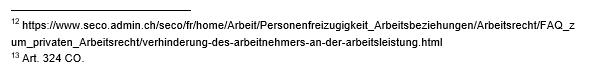 12 https://www.seco.admin.ch/seco/fr/home/Arbeit/Personenfreizugigkeit_Arbeitsbeziehungen/Arbeitsrecht/FAQ_z
um_privaten_Arbeitsrecht/verhinderung-des-arbeitnehmers-an-der-arbeitsleistung.html
13 Art. 324 CO.